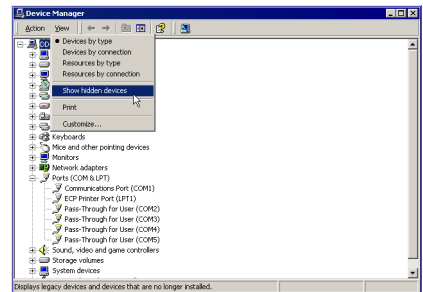 Device Manager
Action View
Devices by type
Devices by connection
Resources by type
Resources by connection
Show hidden devices
Print
Customize...
Keyboards
Mice and other pointing devices
Monitors
Network adapters
Ports (COM & LPT)
Communications Port (COM1)
ECP Printer Port (LPT1)
Pass-Through for User (COM2)
Pass-Through for User (COM3)
Pass-Through for User (COM4)
Pass-Through for User (COM5)
Sound, video and game controllers
Storage volumes
System devices
Displays legacy devices and devices that are no longer installed.